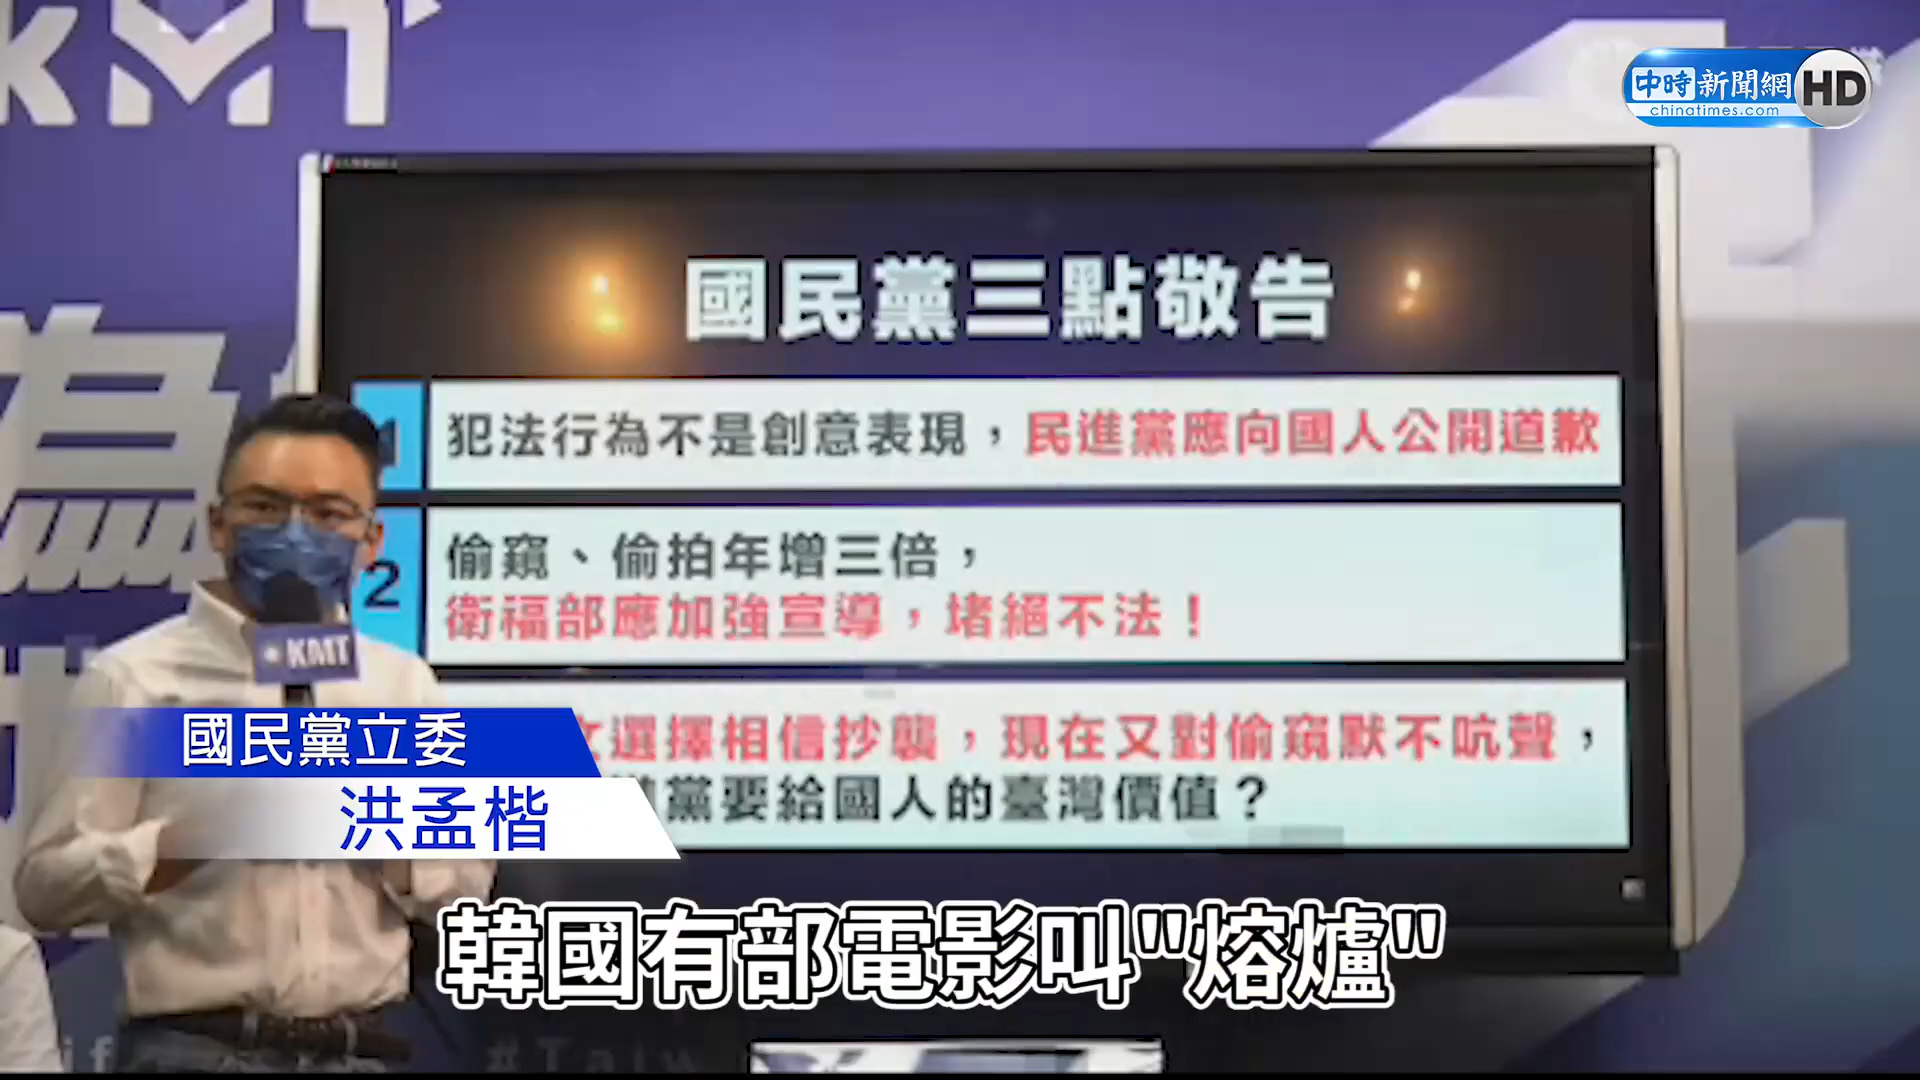 KMT
中時新聞網HD
chinatimes.com
國民黨三點敬告
犯法行為不是創意表現，民進黨應向國人公開道歉
2
偷窺、偷拍年增三倍，
衛福部應加強宣導，堵絕不法！
選擇相信抄襲，現在又對偷窺默不吭聲，
黨要給國人的臺灣價值？
為
KMT
國民黨立委
洪孟楷
韓國有部電影叫"熔爐"